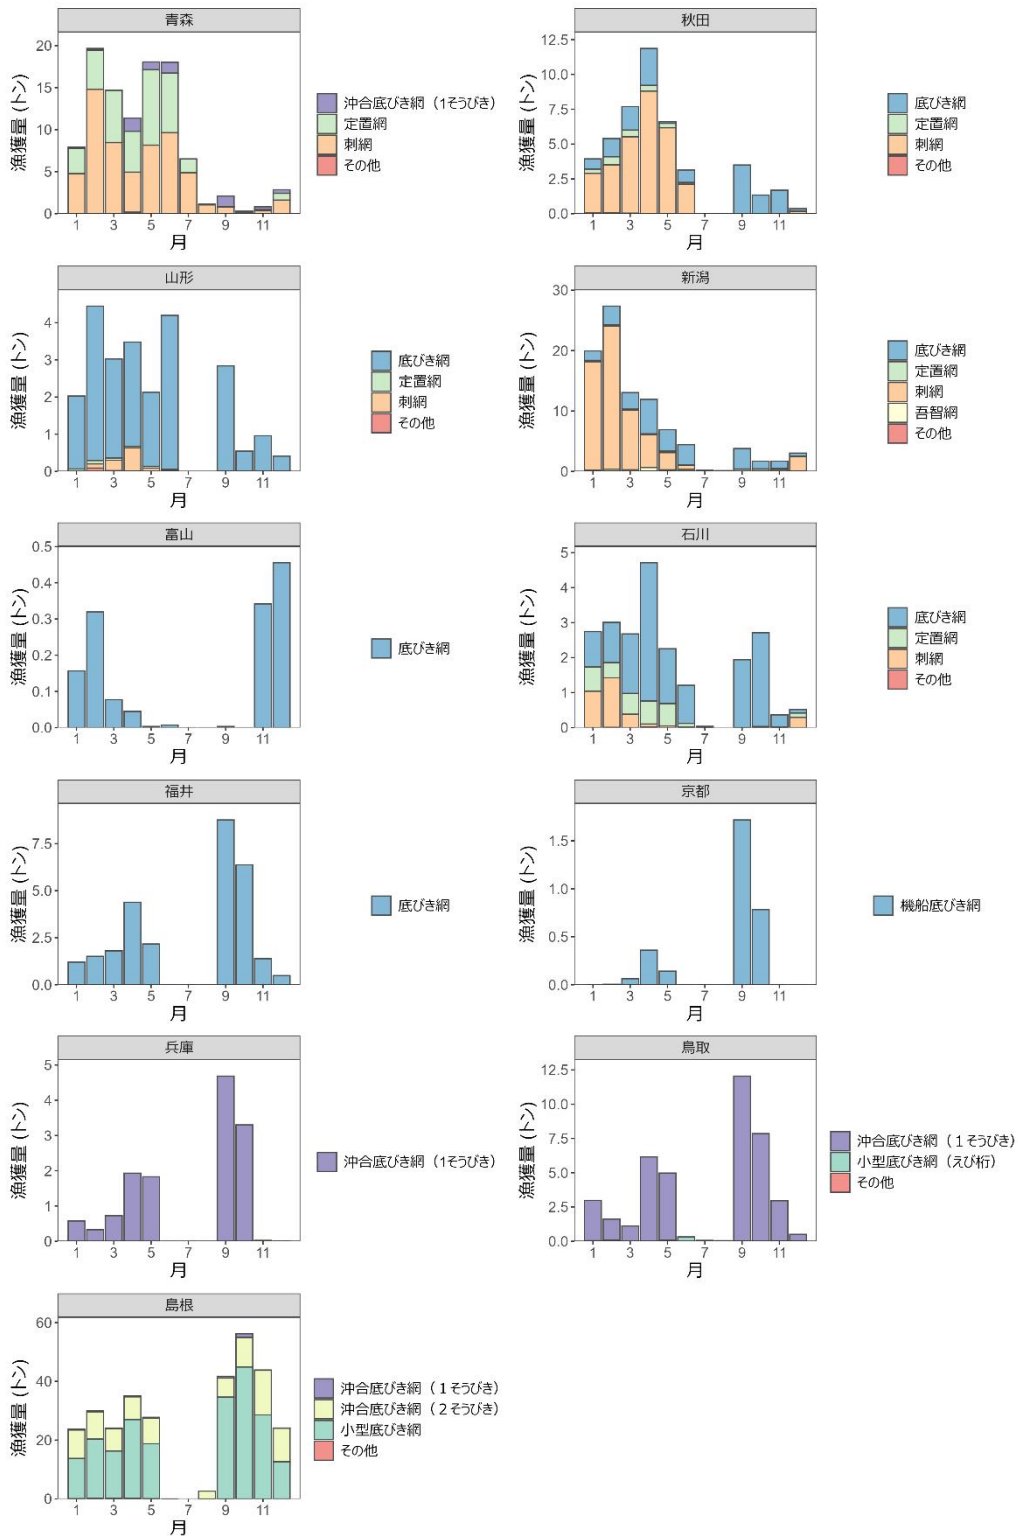 青森
漁獲量 (トン)
20
15
10
5
0
1 3 5 7 9 11
月
沖合底びき網（1そうびき）
定置網
刺網
その他
秋田
漁獲量 (トン)
12.5
10.0
7.5
5.0
2.5
0.0
1 3 5 7 9 11
月
底びき網
定置網
刺網
その他
山形
漁獲量 (トン)
4
3
2
1
0
1 3 5 7 9 11
月
底びき網
定置網
刺網
その他
新潟
漁獲量 (トン)
30
20
10
0
1 3 5 7 9 11
月
底びき網
定置網
刺網
吾智網
その他
富山
漁獲量 (トン)
0.5
0.4
0.3
0.2
0.1
0.0
1 3 5 7 9 11
月
底びき網
石川
漁獲量 (トン)
5
4
3
2
1
0
1 3 5 7 9 11
月
底びき網
定置網
刺網
その他
福井
漁獲量 (トン)
7.5
5.0
2.5
0.0
1 3 5 7 9 11
月
底びき網
京都
漁獲量 (トン)
1.5
1.0
0.5
0.0
1 3 5 7 9 11
月
機船底びき網
兵庫
漁獲量 (トン)
5
4
3
2
1
0
1 3 5 7 9 11
月
沖合底びき網（1そうびき）
鳥取
漁獲量 (トン)
12.5
10.0
7.5
5.0
2.5
0.0
1 3 5 7 9 11
月
沖合底びき網（１そうびき）
小型底びき網（えび桁）
その他
島根
漁獲量 (トン)
60
40
20
0
1 3 5 7 9 11
月
沖合底びき網（１そうびき）
沖合底びき網（２そうびき）
小型底びき網
その他